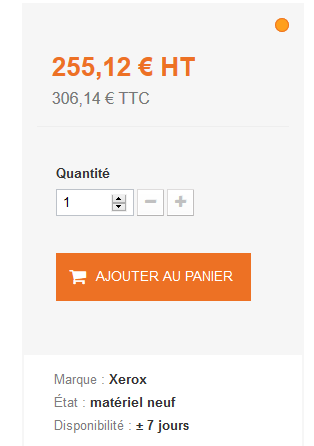 255,12 € HT
306,14 € TTC
Quantité
1
AJOUTER AU PANIER
Marque : Xerox
État : matériel neuf
Disponibilité : ± 7 jours